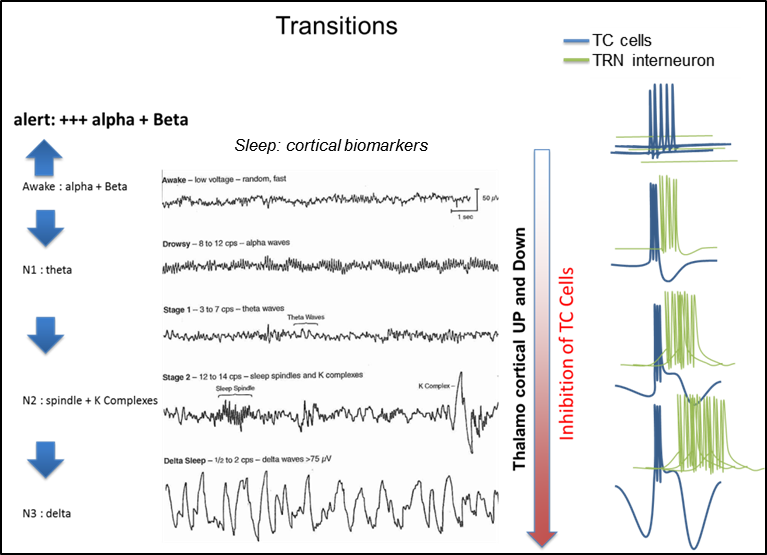 Transitions
TC cells
TRN interneuron
alert: +++ alpha + Beta
Sleep: cortical biomarkers
Awake : alpha + Beta
Awake – low voltage – random, fast
50 µV
1 sec
Drowsy – 8 to 12 cps – alpha waves
N1 : theta
Stage 1 – 3 to 7 cps – theta waves
Theta Waves
Stage 2 – 12 to 14 cps – sleep spindles and K complexes
Sleep Spindle
K Complex –
N2 : spindle + K Complexes
Delta Sleep – 1/2 to 2 cps – delta waves >75 µV
N3 : delta
Thalamo cortical UP and Down
Inhibition of TC Cells